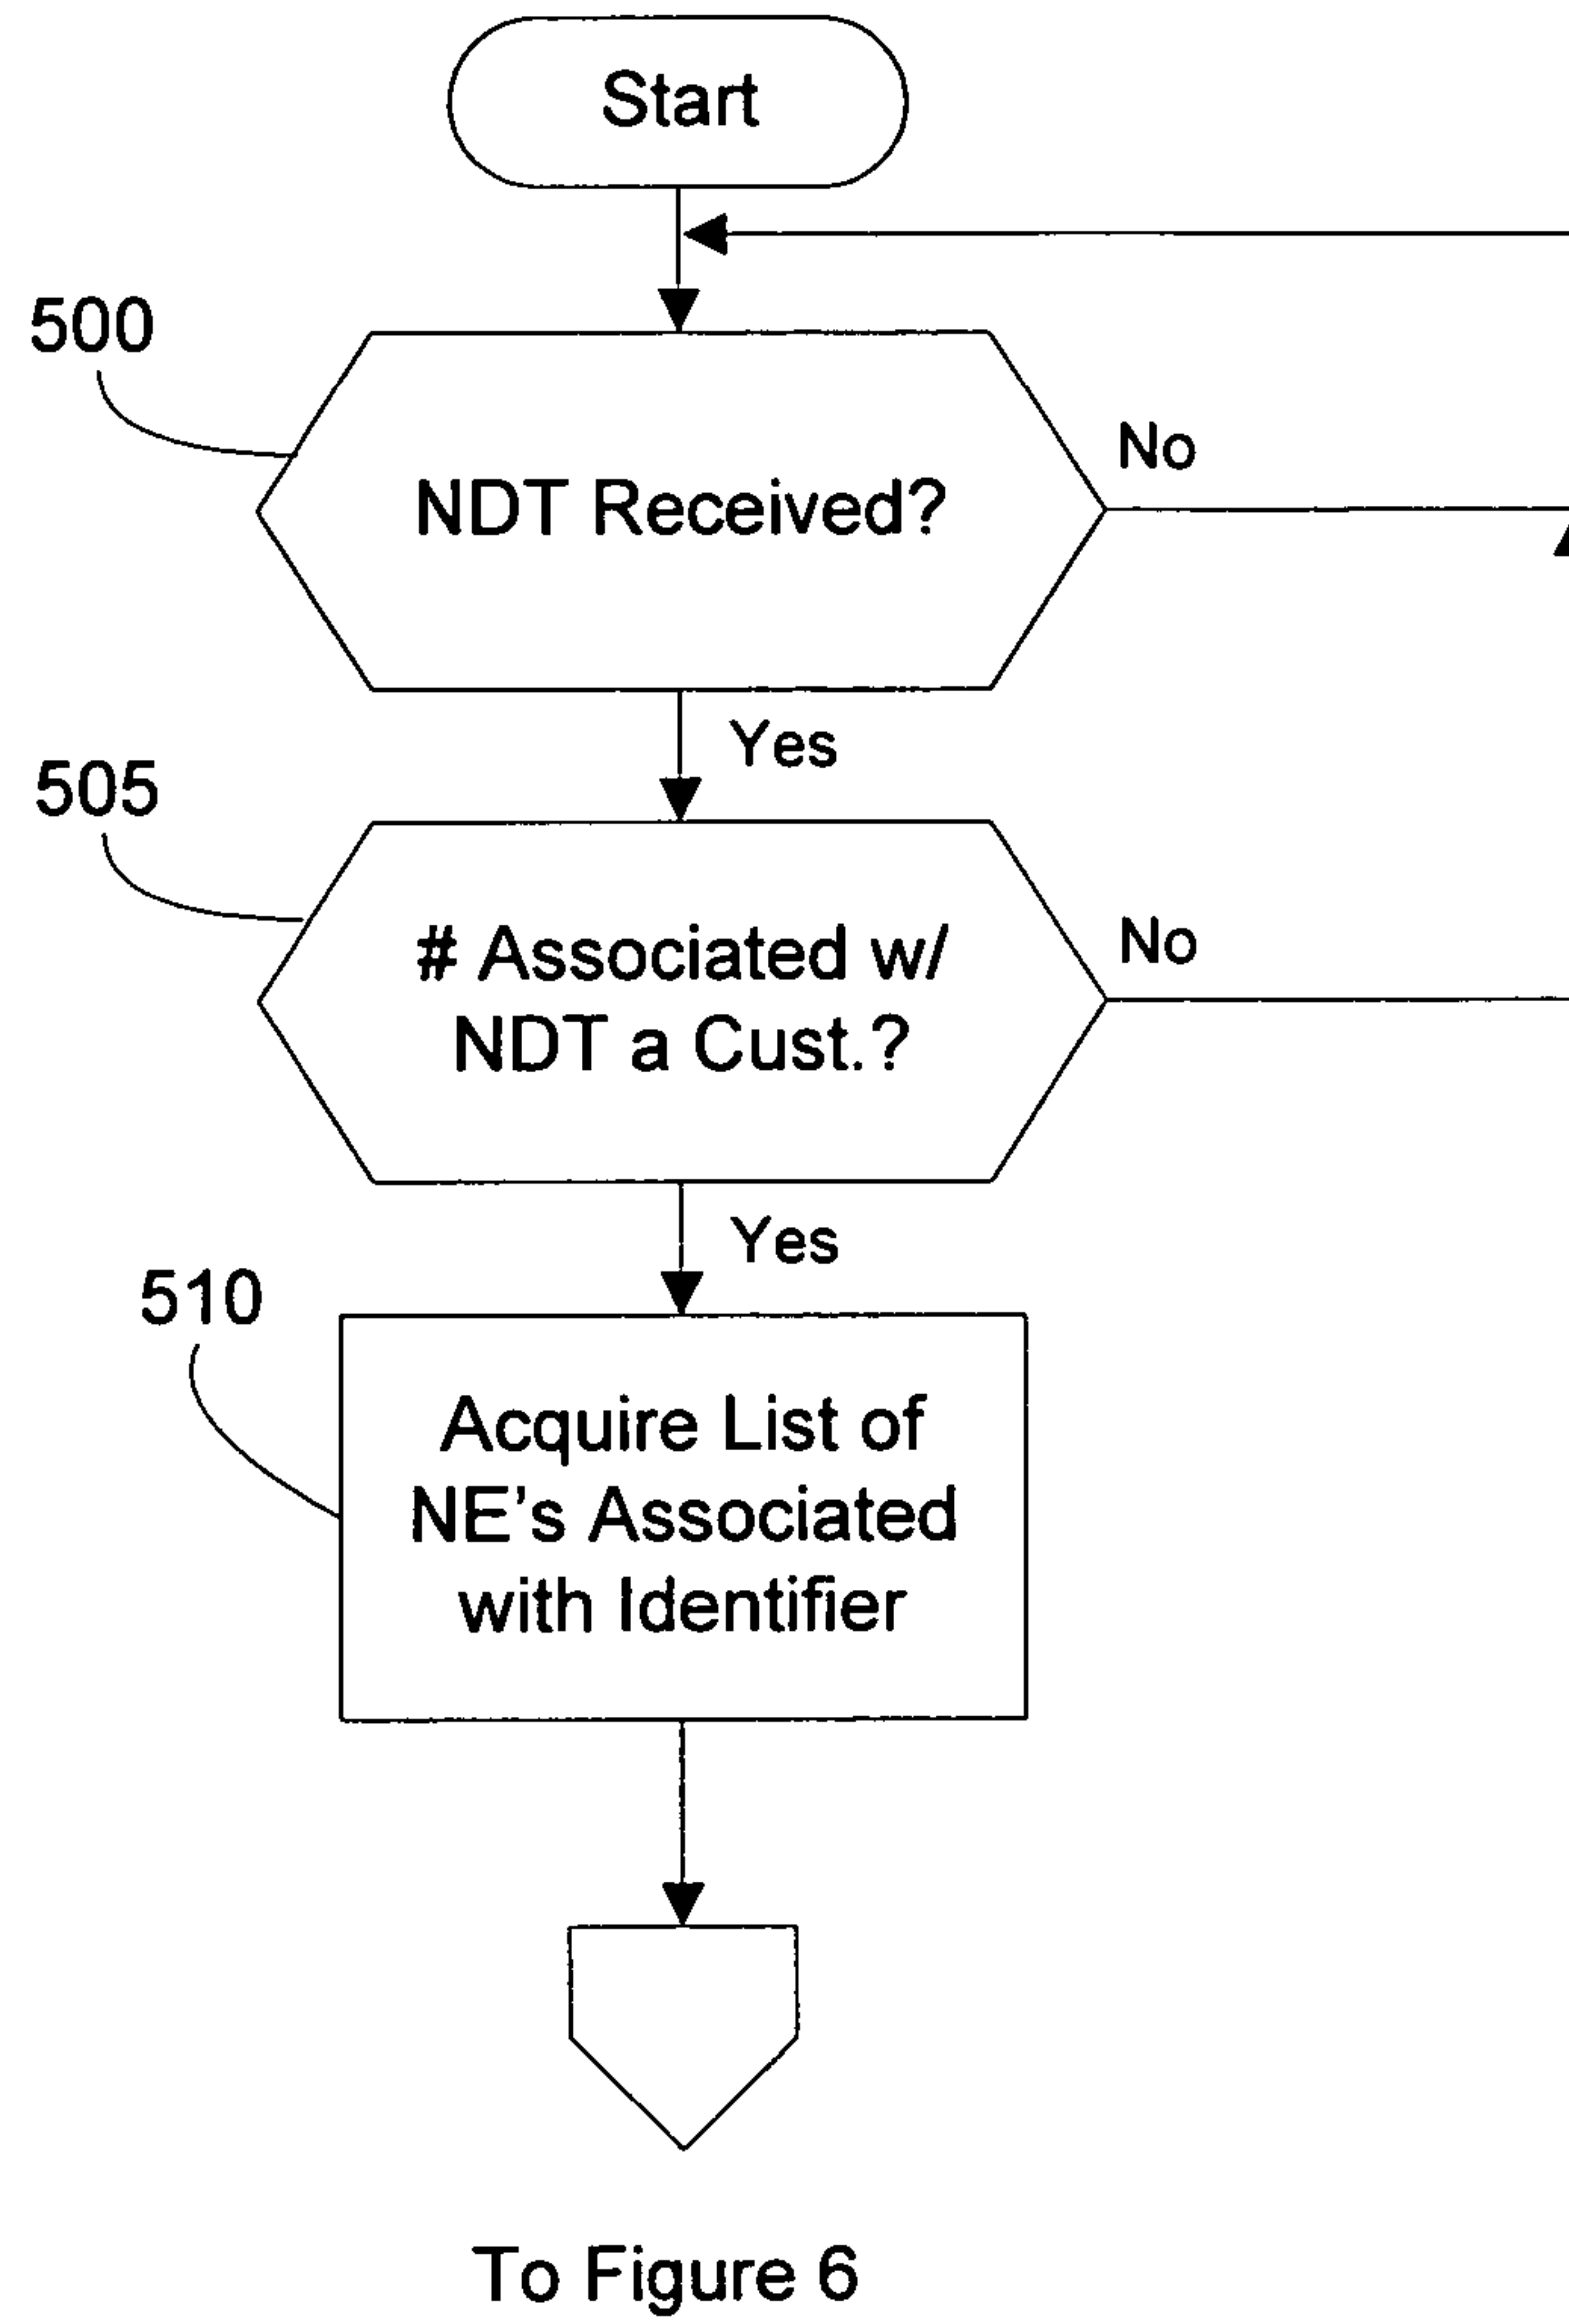 Start
500
NDT Received?
No
Yes
505
# Associated w/
NDT a Cust.?
No
Yes
510
Acquire List of
NE's Associated
with Identifier
To Figure 6